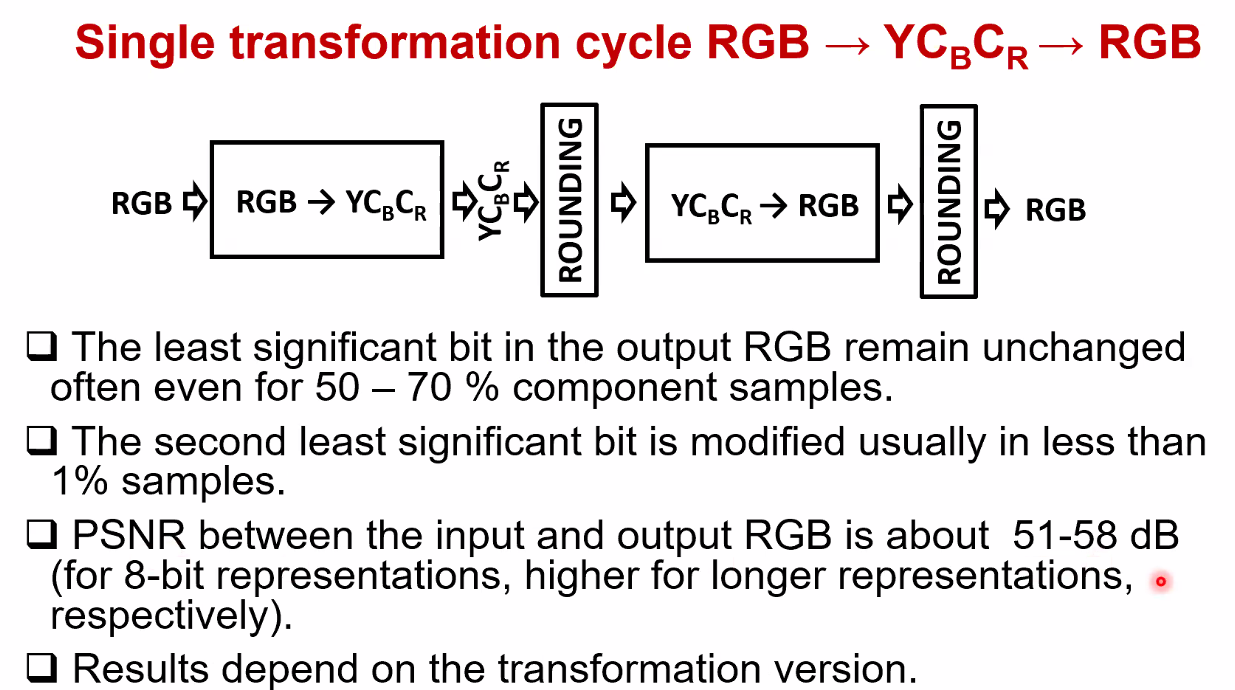 Single transformation cycle RGB → YCBCR → RGB
RGB
RGB → YCBCR
YCBCR
ROUNDING
YCBCR → RGB
ROUNDING
RGB
❑ The least significant bit in the output RGB remain unchanged
often even for 50 – 70 % component samples.
❑ The second least significant bit is modified usually in less than
1% samples.
❑ PSNR between the input and output RGB is about 51-58 dB
(for 8-bit representations, higher for longer representations,
respectively).
❑ Results depend on the transformation version.